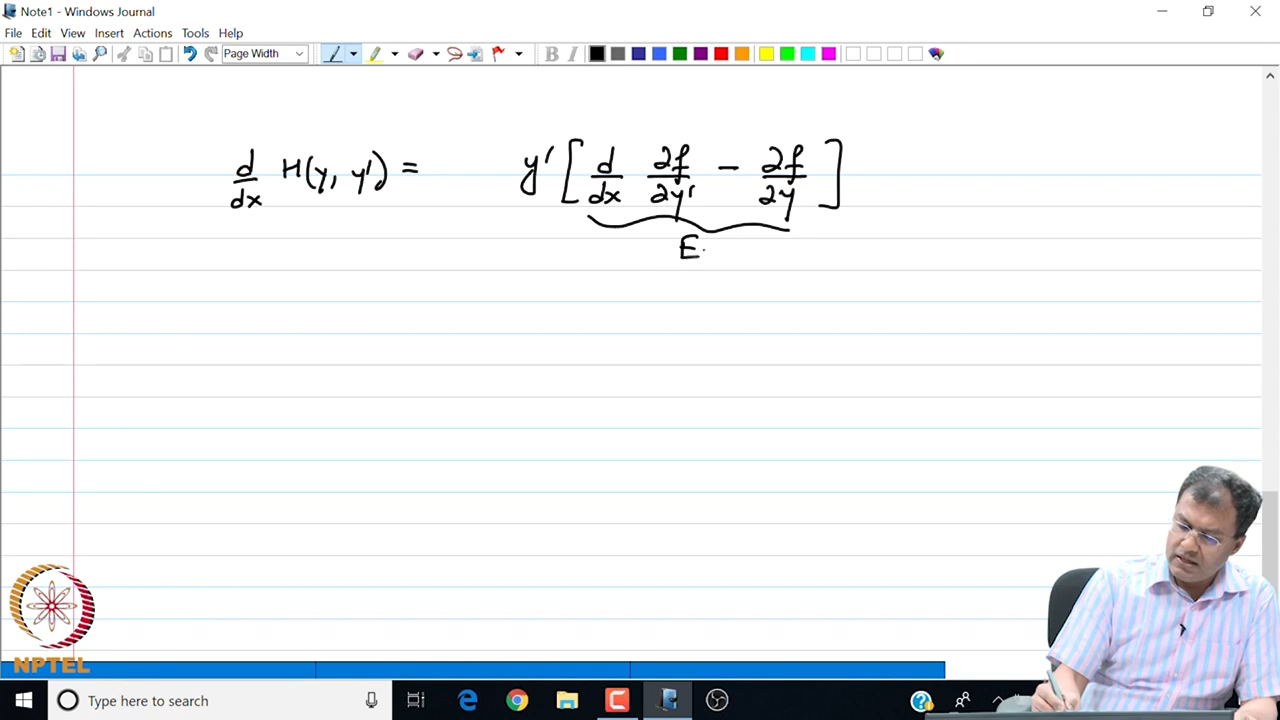 Note1 - Windows Journal
File Edit View Insert Actions Tools Help
Page Width B I
d/dx H(y, y') = y' [ d/dx ∂f/∂y' − ∂f/∂y ]
E.
NPTEL
Type here to search